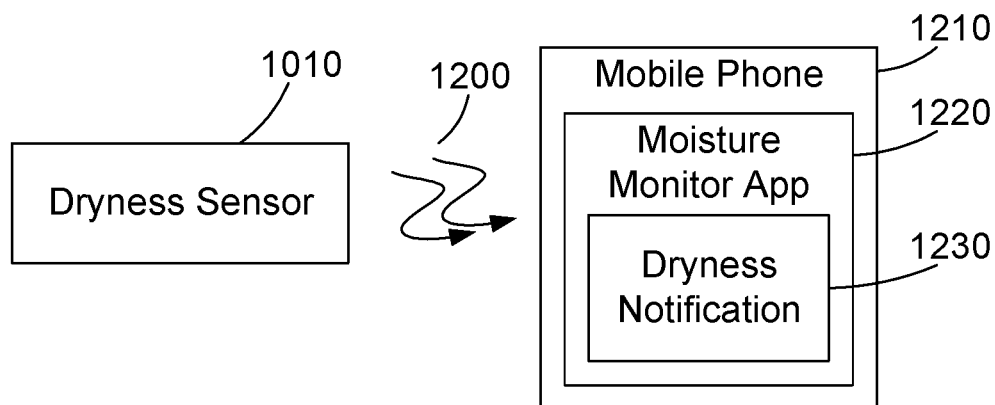 1010
1200
1210
Mobile Phone
1220
Moisture
Monitor App
Dryness Sensor
1230
Dryness
Notification